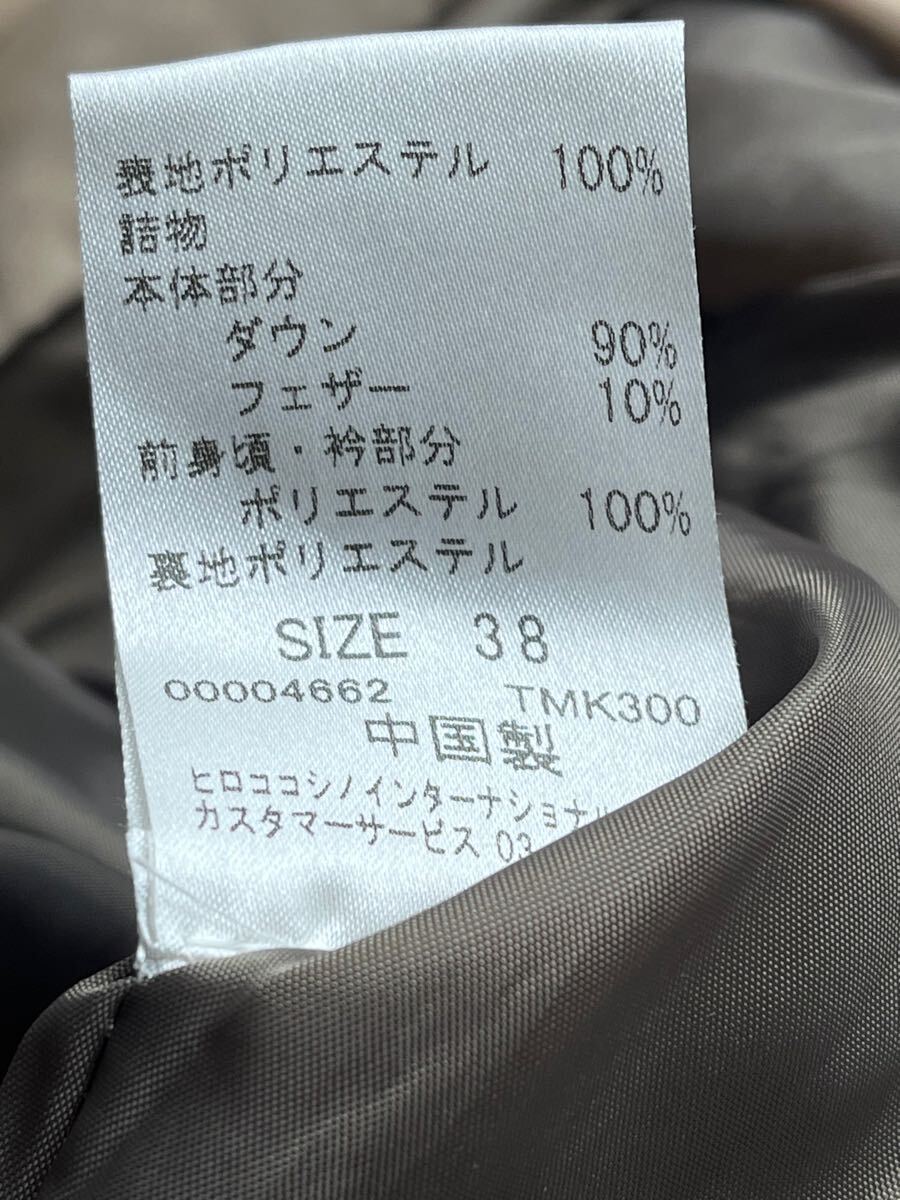 表地ポリエステル 100%
詰物
本体部分
ダウン 90%
フェザー 10%
前身頃・衿部分
ポリエステル 100%
裏地ポリエステル
SIZE 38
00004662 TMK300
中国製
ヒロココシノインターナショナル
カスタマーサービス 03